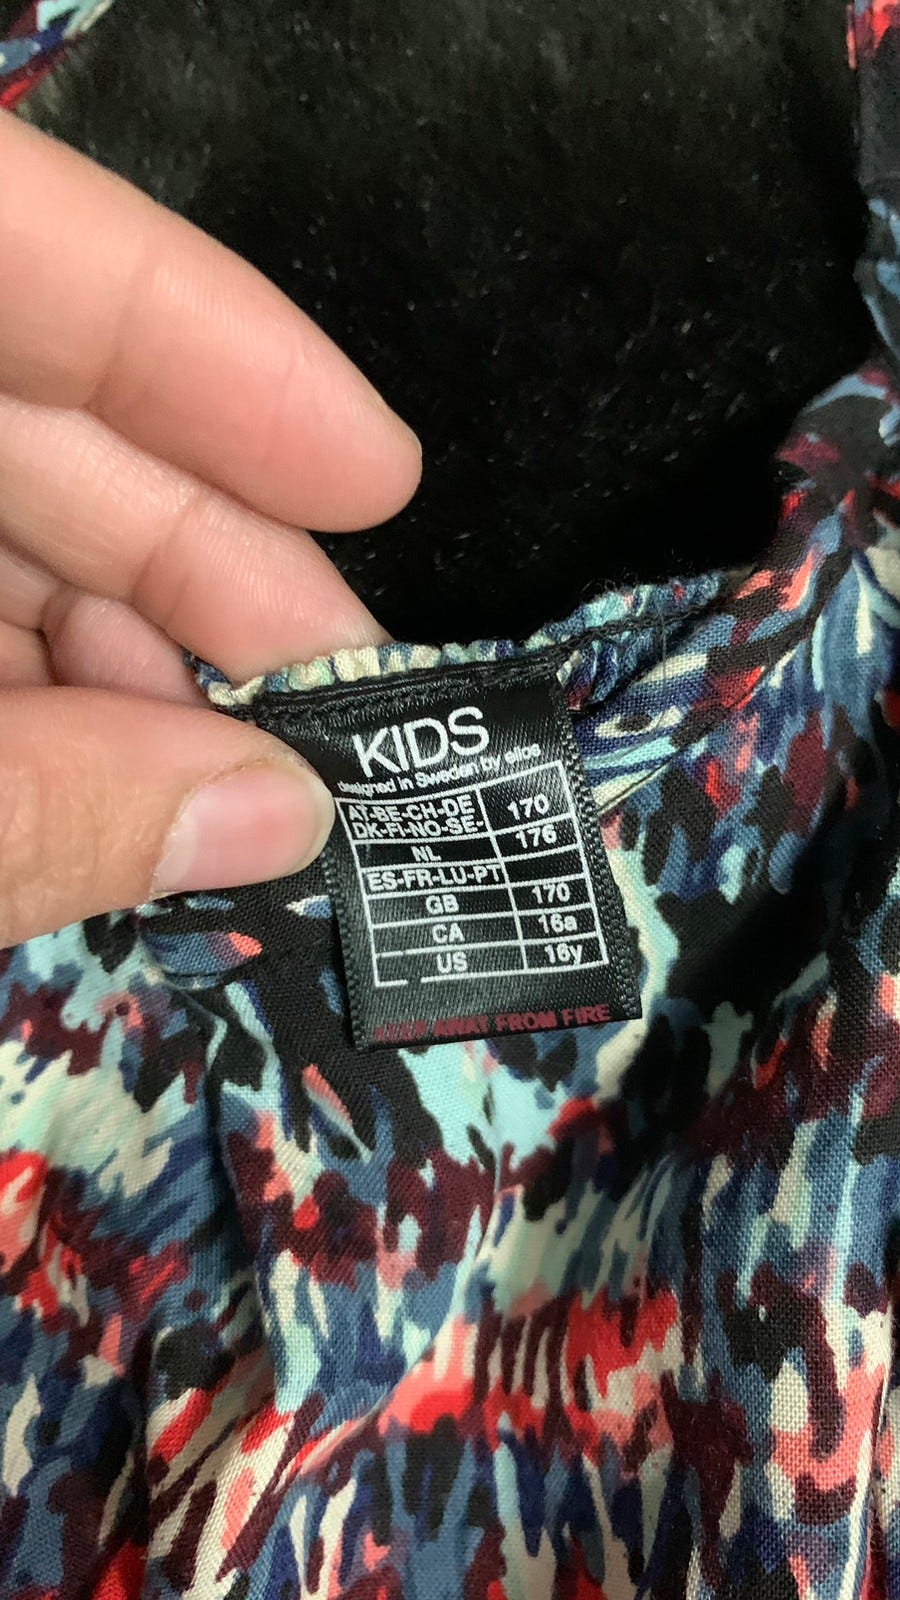 KIDS
designed in Sweden by ellos
AT-BE-CH-DE
DK-FI-NO-SE- 170
NL 176
ES-FR-LU-PT
GB 170
CA 16a
US 16y
KEEP AWAY FROM FIRE